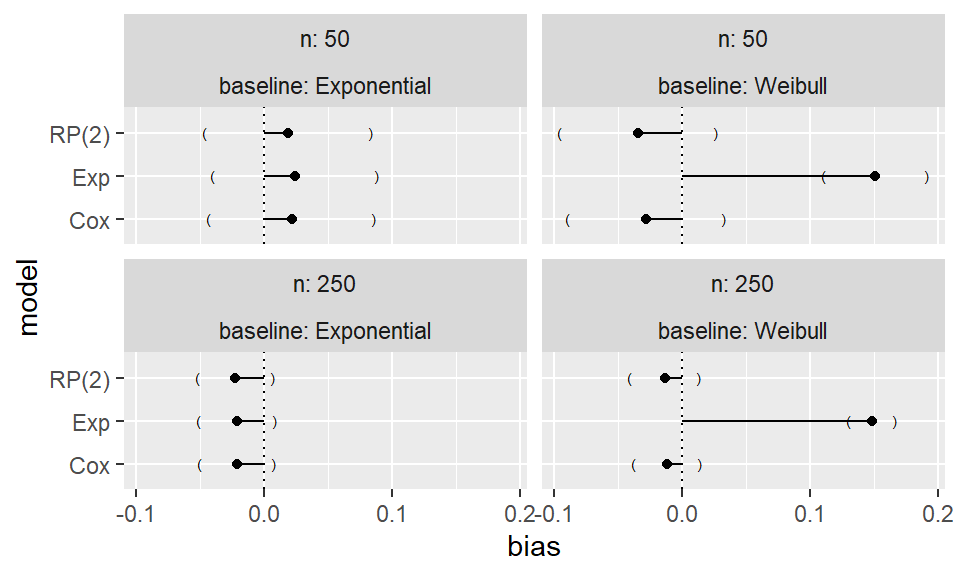 n: 50
baseline: Exponential
n: 50
baseline: Weibull
RP(2)
Exp
Cox
( )
( )
( )
( )
( )
( )
n: 250
baseline: Exponential
n: 250
baseline: Weibull
RP(2)
Exp
Cox
( )
( )
( )
( )
( )
( )
-0.1 0.0 0.1 0.2
-0.1 0.0 0.1 0.2
bias
model